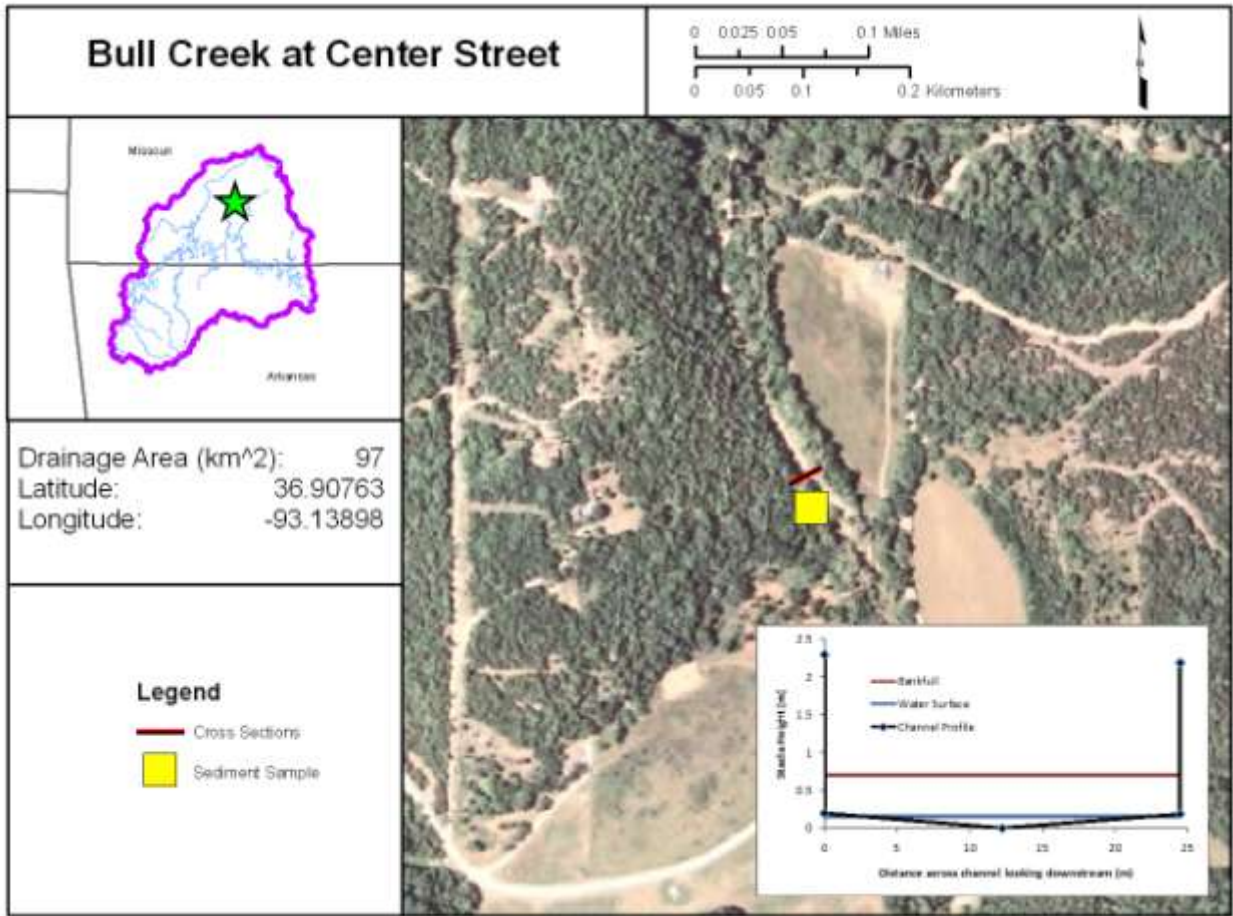 Bull Creek at Center Street
0 0.025 0.05 0.1 Miles
0 0.05 0.1 0.2 Kilometers
N
Missouri
Arkansas
Drainage Area (km^2): 97
Latitude: 36.90763
Longitude: -93.13898
Legend
Cross Sections
Sediment Sample
2.5
2
1.5
1
0.5
0
Stadia Height (m)
Bankfull
Water Surface
Channel Profile
0 5 10 15 20 25
Distance across channel looking downstream (m)